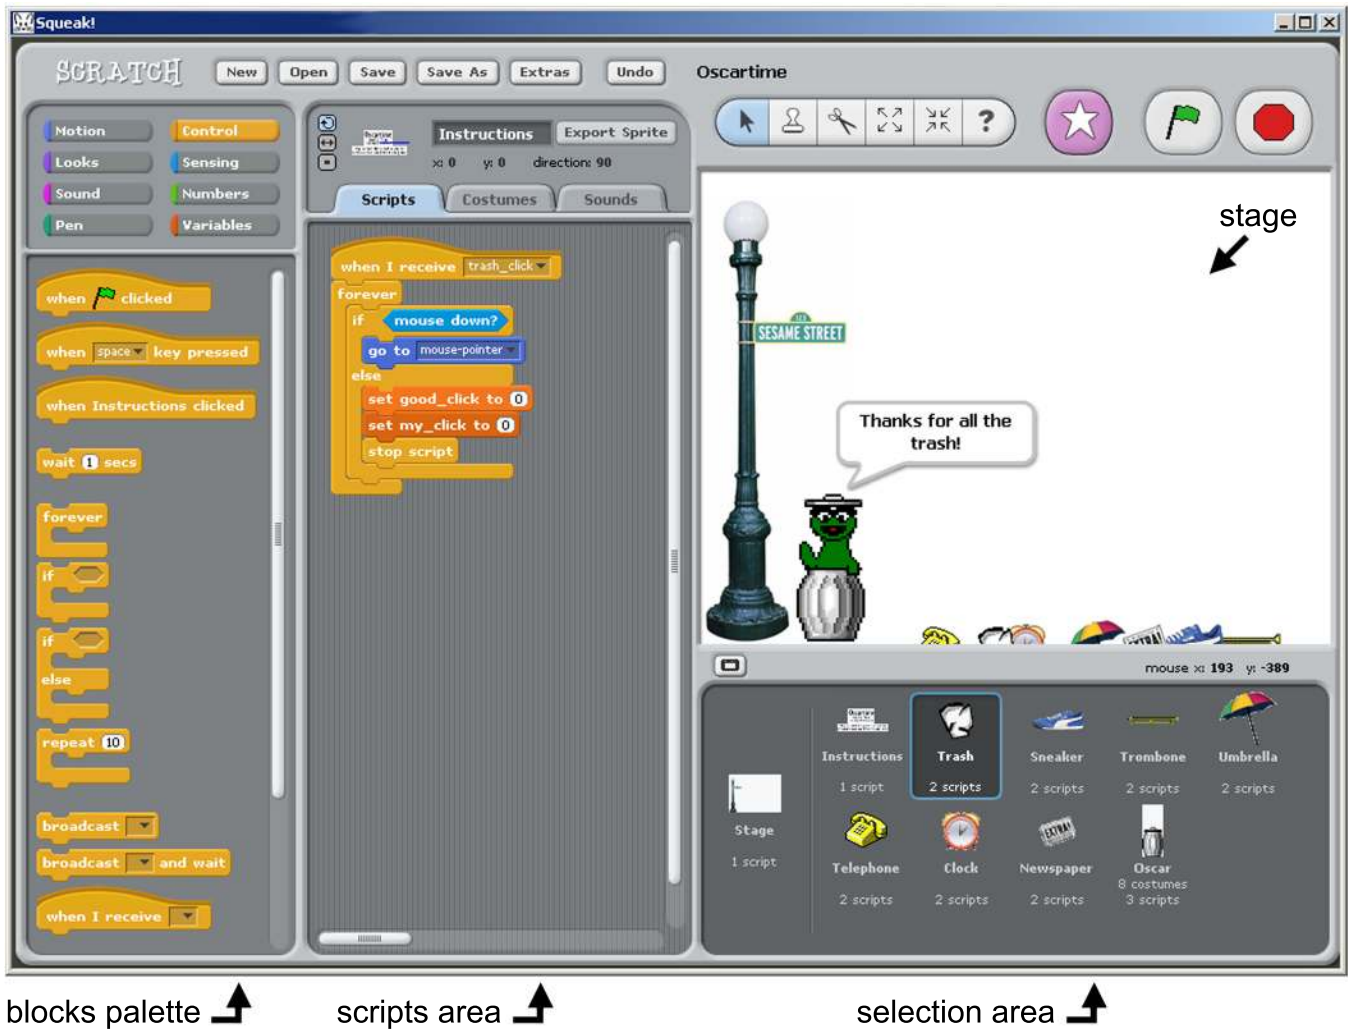 Squeak!
SCRATCH
New
Open
Save
Save As
Extras
Undo
Oscartime
?
Motion
Control
Looks
Sensing
Sound
Numbers
Pen
Variables
Instructions
Export Sprite
x: 0 y: 0 direction: 90
Scripts
Costumes
Sounds
when clicked
when space key pressed
when Instructions clicked
wait 1 secs
forever
if
if
else
repeat 10
broadcast
broadcast and wait
when I receive
when I receive trash_click
forever
if mouse down?
go to mouse-pointer
else
set good_click to 0
set my_click to 0
stop script
stage
123
SESAME STREET
Thanks for all the
trash!
EXTRA!
mouse x: 193 y: -389
Stage
1 script
Oscartime
Instructions
1 script
Trash
2 scripts
Sneaker
2 scripts
Trombone
2 scripts
Umbrella
2 scripts
Telephone
2 scripts
Clock
2 scripts
EXTRA!
Newspaper
2 scripts
Oscar
8 costumes
3 scripts
blocks palette
scripts area
selection area